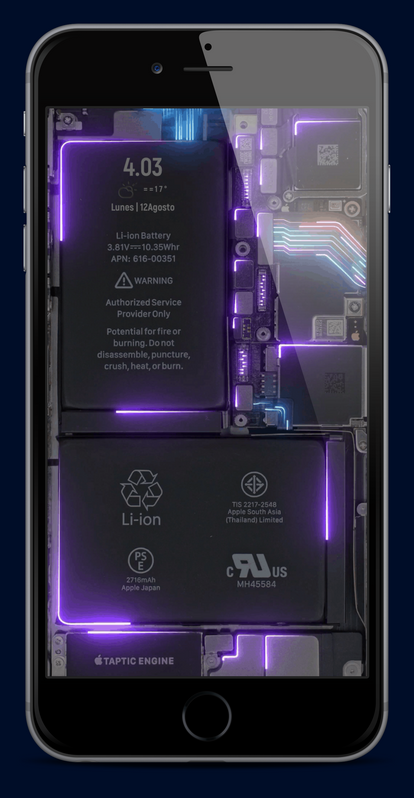 4.03
==17°
Lunes | 12Agosto
Li-ion Battery
3.81V⎓10.35Whr
APN: 616-00351
WARNING
Authorized Service
Provider Only
Potential for fire or
burning. Do not
disassemble, puncture,
crush, heat, or burn.
Li-ion
TIS 2217-2548
Apple South Asia
(Thailand) Limited
PS
E
2716mAh
Apple Japan
c RU US
MH45584
TAPTIC ENGINE